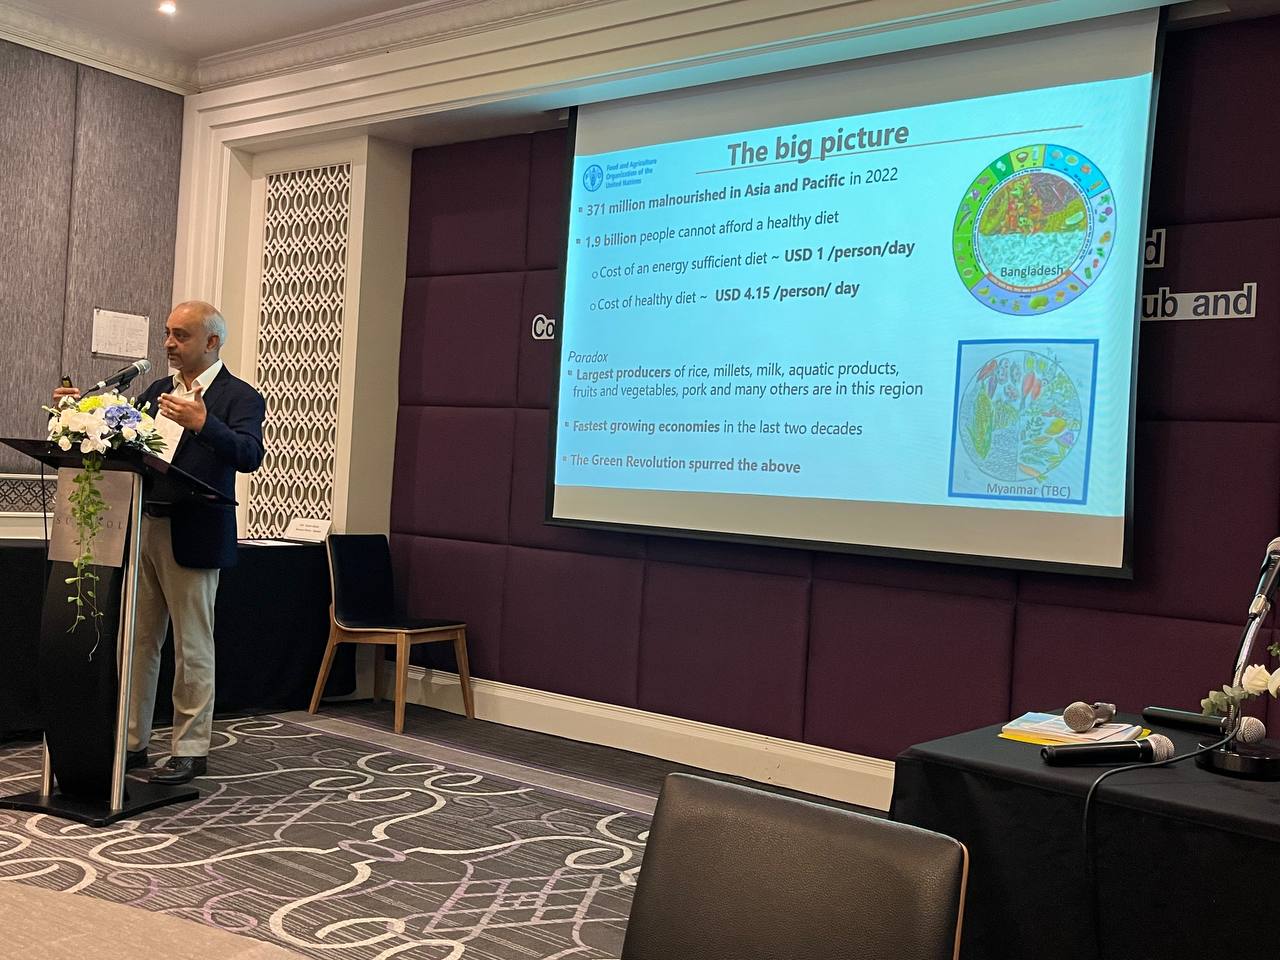 The big picture
Food and Agriculture
Organization of the
United Nations
371 million malnourished in Asia and Pacific in 2022
1.9 billion people cannot afford a healthy diet
Cost of an energy sufficient diet ~ USD 1 /person/day
Cost of healthy diet ~ USD 4.15 /person/ day
Paradox
Largest producers of rice, millets, milk, aquatic products,
fruits and vegetables, pork and many others are in this region
Fastest growing economies in the last two decades
The Green Revolution spurred the above
Bangladesh
Myanmar (TBC)
Co
d
ub and